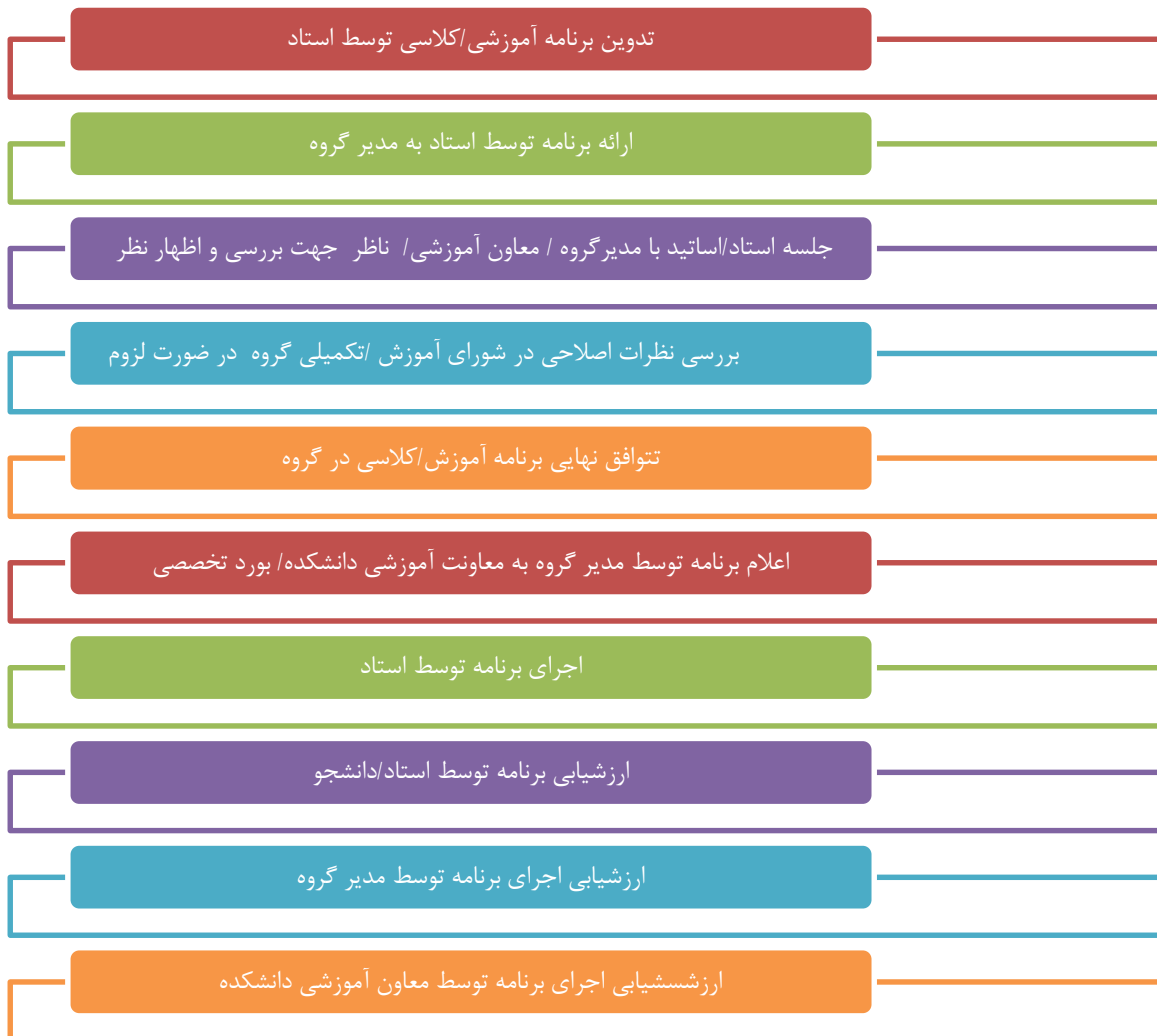 تدوین برنامه آموزشی/کلاسی توسط استاد
ارائه برنامه توسط استاد به مدیر گروه
جلسه استاد/اساتید با مدیرگروه / معاون آموزشی/ ناظر جهت بررسی و اظهار نظر
بررسی نظرات اصلاحی در شورای آموزش /تکمیلی گروه در ضورت لزوم
تتوافق نهایی برنامه آموزش/کلاسی در گروه
اعلام برنامه توسط مدیر گروه به معاونت آموزشی دانشکده/ بورد تخصصی
اجرای برنامه توسط استاد
ارزشیابی برنامه توسط استاد/دانشجو
ارزشیابی اجرای برنامه توسط مدیر گروه
ارزشسشیابی اجرای برنامه توسط معاون آموزشی دانشکده